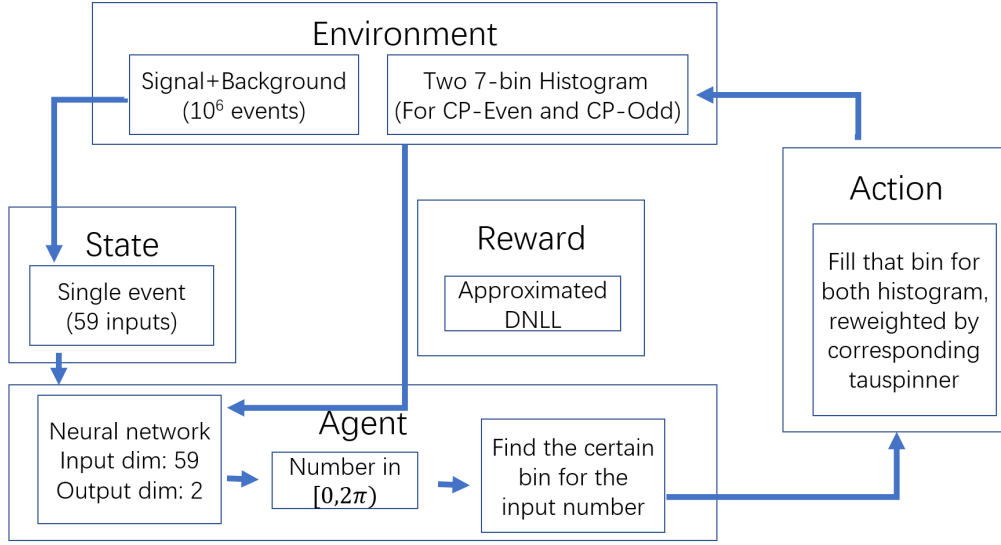 Environment
Signal+Background
(10⁶ events)
Two 7-bin Histogram
(For CP-Even and CP-Odd)
State
Single event
(59 inputs)
Reward
Approximated
DNLL
Action
Fill that bin for
both histogram,
reweighted by
corresponding
tauspinner
Agent
Neural network
Input dim: 59
Output dim: 2
Number in
[0,2π)
Find the certain
bin for the
input number